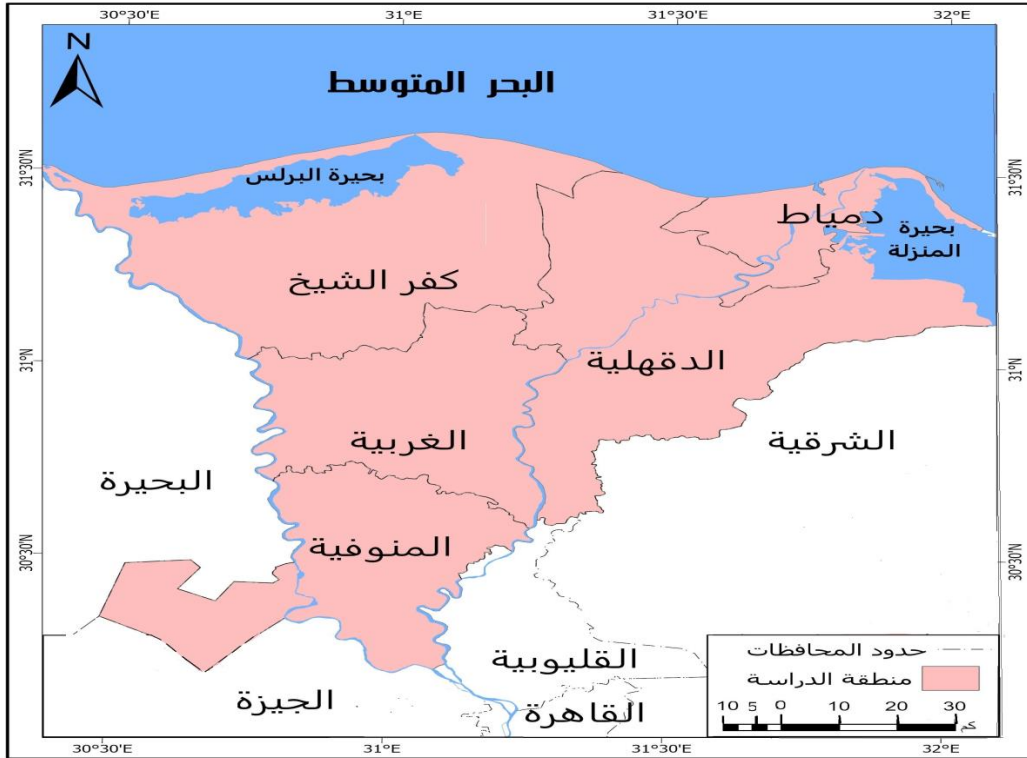 30°30'E 31°E 31°30'E 32°E
N
البحر المتوسط
31°30'N
31°30'N
بحيرة البرلس
دمياط
بحيرة
المنزلة
كفر الشيخ
31°N
31°N
الدقهلية
الغربية
الشرقية
البحيرة
المنوفية
30°30'N
30°30'N
القليوبية
الجيزة
القاهرة
حدود المحافظات
منطقة الدراسة
10 5 0 10 20 30
كم
30°30'E 31°E 31°30'E 32°E